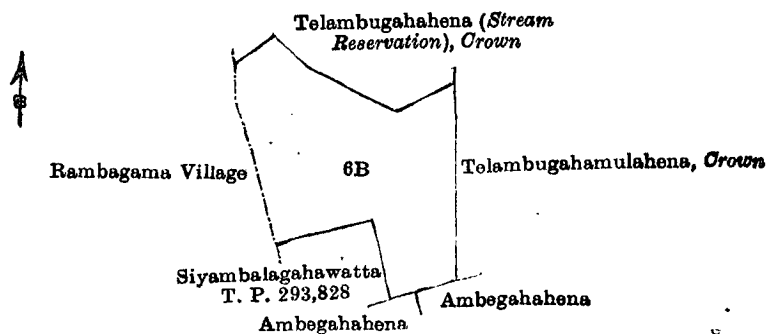 Telambugahahena (Stream
Reservation), Crown
Rambagama Village
6B
Telambugahamulahena, Crown
Siyambalagahawatta
T. P. 293,828
Ambegahahena
Ambegahahena